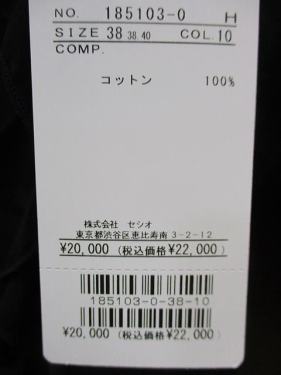 NO. 185103-0 H
SIZE 38 38 40 COL. 10
COMP.
コットン 100%
株式会社 セシオ
東京都渋谷区恵比寿南3-2-12
¥20,000 (税込価格¥22,000)
185103-0-38-10
¥20,000 (税込価格¥22,000)